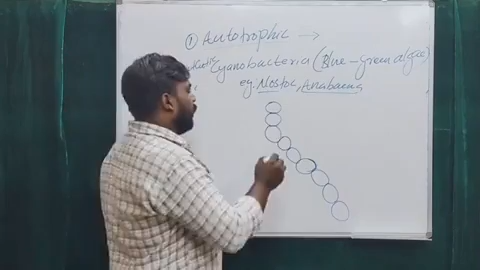 ① Autotrophic →
Cyanobacteria (Blue-green algae)
eg. Nostoc, Anabaena